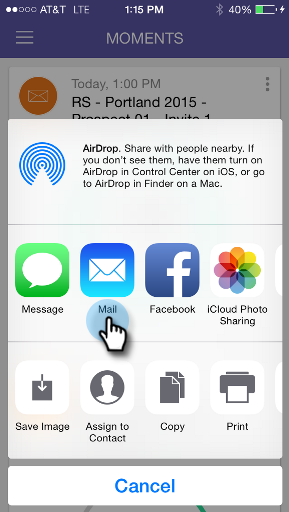 AT&T LTE 1:15 PM 40%
MOMENTS
Today, 1:00 PM
RS - Portland 2015 -
Prospect 01 - Invite 1
AirDrop. Share with people nearby. If
you don't see them, have them turn on
AirDrop in Control Center on iOS, or go
to AirDrop in Finder on a Mac.
Message Mail Facebook iCloud Photo
Sharing
Save Image Assign to Copy Print
Contact
Cancel